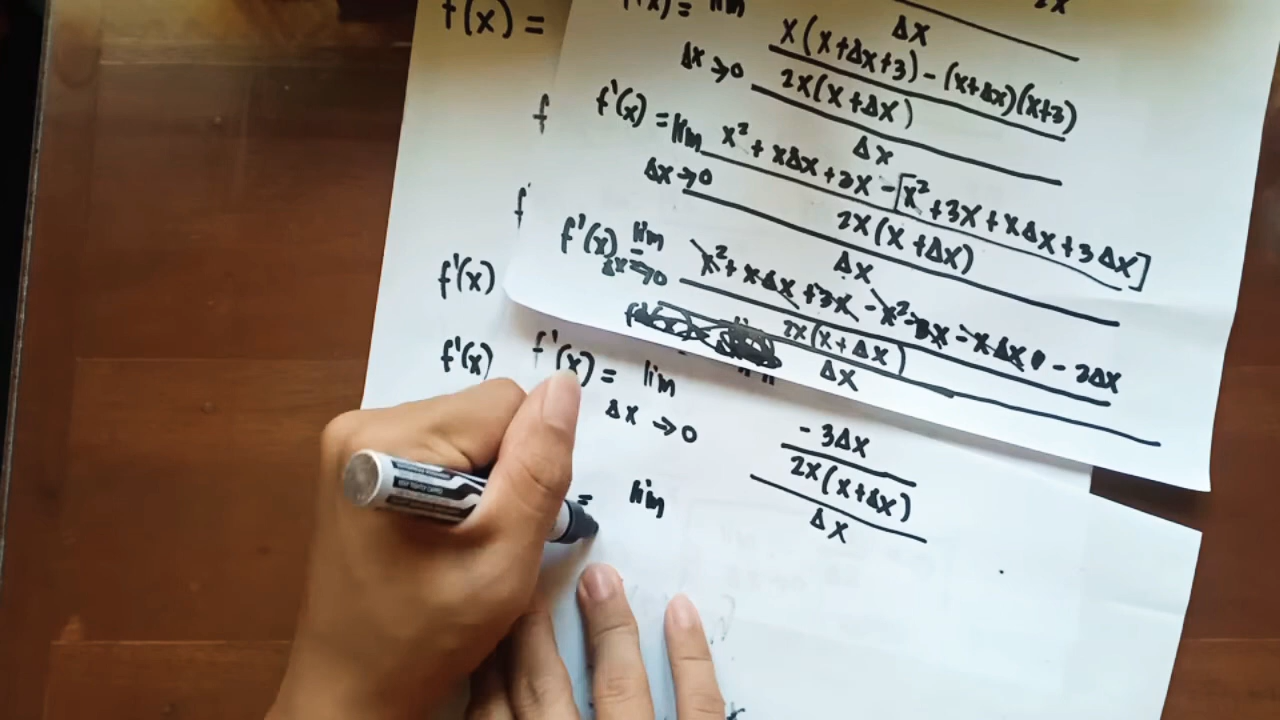 f(x) =
f'(x) = lim 2x
Δx
Δx→0 x(x+Δx+3) - (x+Δx)(x+3)
2x(x+Δx)
Δx
f'(x) = lim x² + xΔx + 3x - [x² + 3x + xΔx + 3Δx]
Δx→0 2x(x+Δx)
Δx
f'(x) = lim x² + xΔx + 3x - x² - 3x - xΔx - 3Δx
Δx→0 2x(x+Δx)
Δx
f
f'
f'(x)
f'(x)
f'(x) = lim - 3Δx
Δx→0 2x(x+Δx)
Δx
= lim